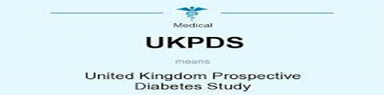 Medical
UKPDS
means
United Kingdom Prospective
Diabetes Study